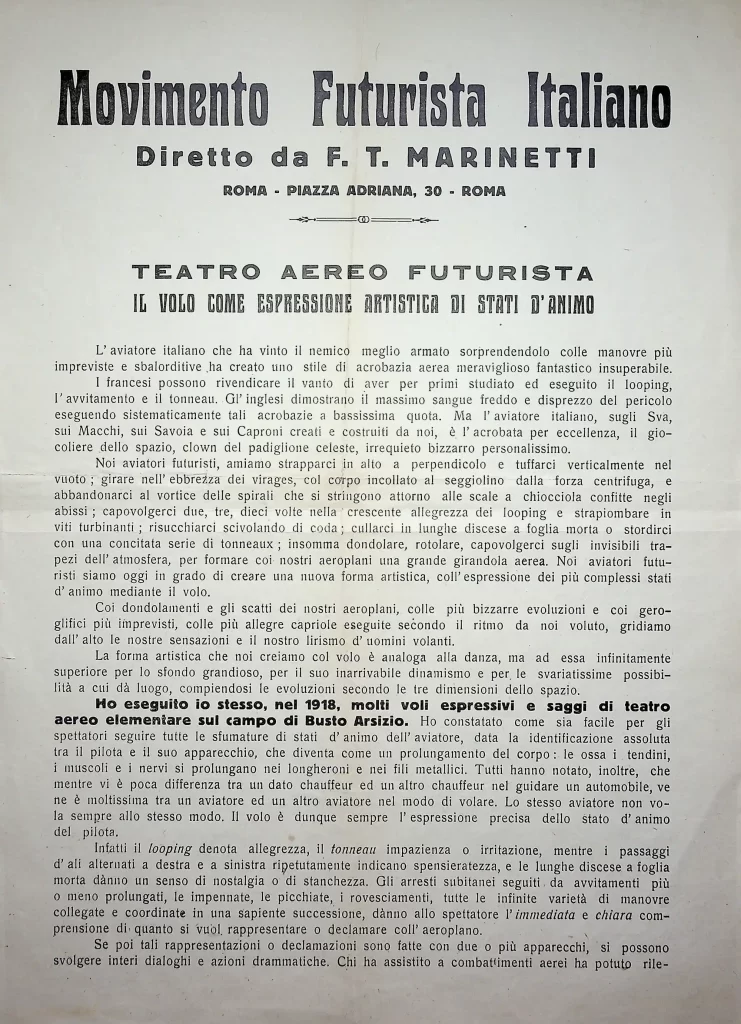 Movimento Futurista Italiano
Diretto da F. T. MARINETTI
ROMA - PIAZZA ADRIANA, 30 - ROMA
TEATRO AEREO FUTURISTA
IL VOLO COME ESPRESSIONE ARTISTICA DI STATI D'ANIMO
L'aviatore italiano che ha vinto il nemico meglio armato sorprendendolo colle manovre più
impreviste e sbalorditive ha creato uno stile di acrobazia aerea meraviglioso fantastico insuperabile.
I francesi possono rivendicare il vanto di aver per primi studiato ed eseguito il looping,
l'avvitamento e il tonneau. Gl'inglesi dimostrano il massimo sangue freddo e disprezzo del pericolo
eseguendo sistematicamente tali acrobazie a bassissima quota. Ma l'aviatore italiano, sugli Sva,
sui Macchi, sui Savoia e sui Caproni creati e costruiti da noi, è l'acrobata per eccellenza, il gio-
coliere dello spazio, clown del padiglione celeste, irrequieto bizzarro personalissimo.
Noi aviatori futuristi, amiamo strapparci in alto a perpendicolo e tuffarci verticalmente nel
vuoto ; girare nell'ebbrezza dei virages, col corpo incollato al seggiolino dalla forza centrifuga, e
abbandonarci al vortice delle spirali che si stringono attorno alle scale a chiocciola confitte negli
abissi ; capovolgerci due, tre, dieci volte nella crescente allegrezza dei looping e strapiombare in
viti turbinanti ; risucchiarci scivolando di coda ; cullarci in lunghe discese a foglia morta o stordirci
con una concitata serie di tonneaux ; insomma dondolare, rotolare, capovolgerci sugli invisibili tra-
pezi dell'atmosfera, per formare coi nostri aeroplani una grande girandola aerea. Noi aviatori futu-
risti siamo oggi in grado di creare una nuova forma artistica, coll'espressione dei più complessi stati
d'animo mediante il volo.
Coi dondolamenti e gli scatti dei nostri aeroplani, colle più bizzarre evoluzioni e coi gero-
glifici più imprevisti, colle più allegre capriole eseguite secondo il ritmo da noi voluto, gridiamo
dall'alto le nostre sensazioni e il nostro lirismo d'uomini volanti.
La forma artistica che noi creiamo col volo è analoga alla danza, ma ad essa infinitamente
superiore per lo sfondo grandioso, per il suo inarrivabile dinamismo e per le svariatissime possibi-
lità a cui dà luogo, compiendosi le evoluzioni secondo le tre dimensioni dello spazio.
Ho eseguito io stesso, nel 1918, molti voli espressivi e saggi di teatro
aereo elementare sul campo di Busto Arsizio. Ho constatato come sia facile per gli
spettatori seguire tutte le sfumature di stati d'animo dell'aviatore, data la identificazione assoluta
tra il pilota e il suo apparecchio, che diventa come un prolungamento del corpo : le ossa i tendini,
i muscoli e i nervi si prolungano nei longheroni e nei fili metallici. Tutti hanno notato, inoltre, che
mentre vi è poca differenza tra un dato chauffeur ed un altro chauffeur nel guidare un automobile, ve
ne è moltissima tra un aviatore ed un altro aviatore nel modo di volare. Lo stesso aviatore non vo-
la sempre allo stesso modo. Il volo è dunque sempre l'espressione precisa dello stato d'animo
del pilota.
Infatti il looping denota allegrezza, il tonneau impazienza o irritazione, mentre i passaggi
d'ali alternati a destra e a sinistra ripetutamente indicano spensieratezza, e le lunghe discese a foglia
morta dànno un senso di nostalgia o di stanchezza. Gli arresti subitanei seguiti da avvitamenti più
o meno prolungati, le impennate, le picchiate, i rovesciamenti, tutte le infinite varietà di manovre
collegate e coordinate in una sapiente successione, dànno allo spettatore l'immediata e chiara com-
prensione di quanto si vuol rappresentare o declamare coll'aeroplano.
Se poi tali rappresentazioni o declamazioni sono fatte con due o più apparecchi, si possono
svolgere interi dialoghi e azioni drammatiche. Chi ha assistito a combattimenti aerei ha potuto rile-